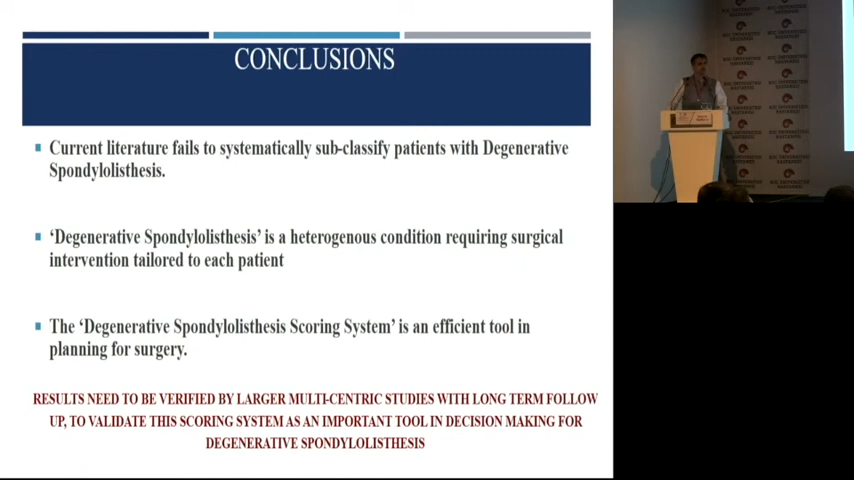 CONCLUSIONS
Current literature fails to systematically sub-classify patients with Degenerative
Spondylolisthesis.
‘Degenerative Spondylolisthesis’ is a heterogenous condition requiring surgical
intervention tailored to each patient
The ‘Degenerative Spondylolisthesis Scoring System’ is an efficient tool in
planning for surgery.
RESULTS NEED TO BE VERIFIED BY LARGER MULTI-CENTRIC STUDIES WITH LONG TERM FOLLOW
UP, TO VALIDATE THIS SCORING SYSTEM AS AN IMPORTANT TOOL IN DECISION MAKING FOR
DEGENERATIVE SPONDYLOLISTHESIS